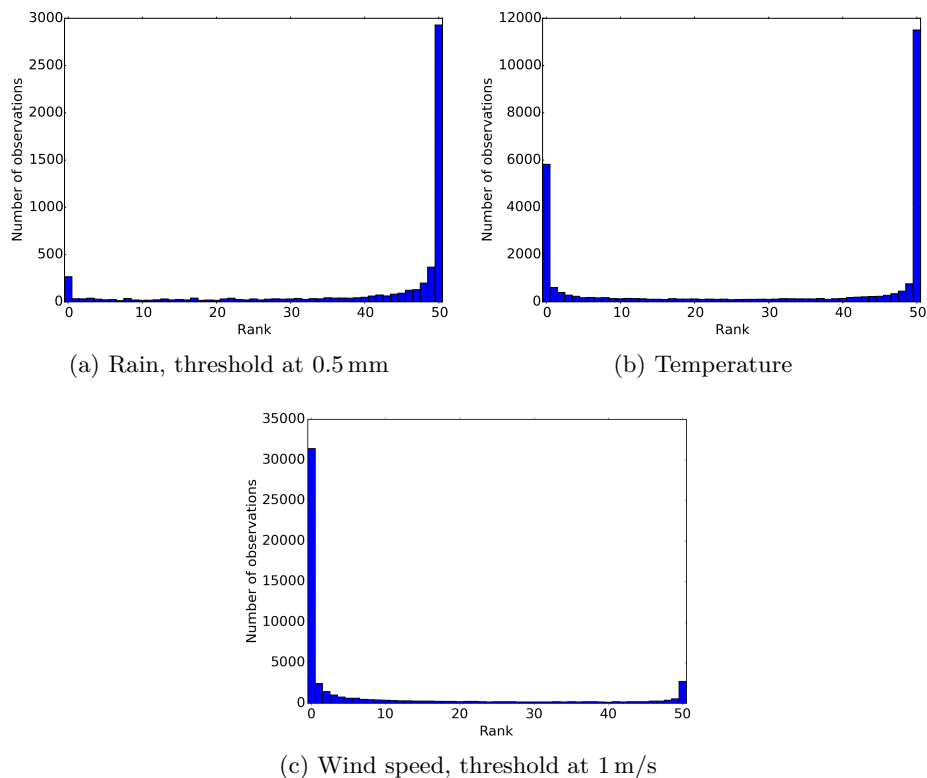 3000
2500
2000
1500
1000
500
0
Number of observations
0 10 20 30 40 50
Rank
(a) Rain, threshold at 0.5 mm
12000
10000
8000
6000
4000
2000
0
Number of observations
0 10 20 30 40 50
Rank
(b) Temperature
35000
30000
25000
20000
15000
10000
5000
0
Number of observations
0 10 20 30 40 50
Rank
(c) Wind speed, threshold at 1 m/s